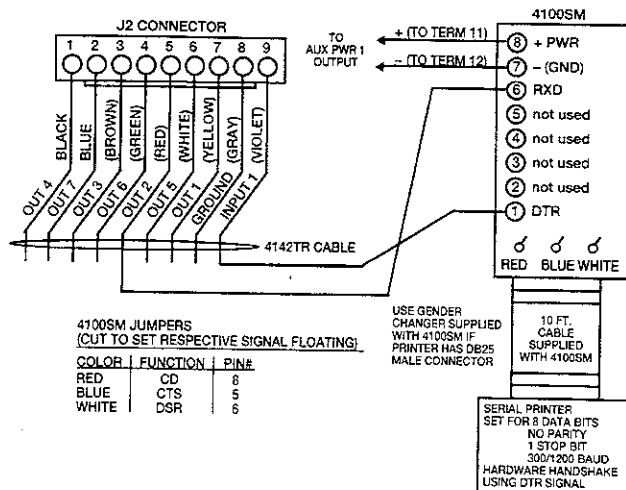 4100SM
J2 CONNECTOR
1 2 3 4 5 6 7 8 9
TO
AUX PWR 1
OUTPUT
+ (TO TERM 11)
– (TO TERM 12)
8 + PWR
7 – (GND)
6 RXD
5 not used
4 not used
3 not used
2 not used
1 DTR
RED BLUE WHITE
BLACK
BLUE
(BROWN)
(GREEN)
(RED)
(WHITE)
(YELLOW)
(GRAY)
(VIOLET)
OUT 4
OUT 7
OUT 3
OUT 6
OUT 2
OUT 5
OUT 1
GROUND
INPUT 1
4142TR CABLE
4100SM JUMPERS
(CUT TO SET RESPECTIVE SIGNAL FLOATING)
COLOR FUNCTION PIN#
RED CD 8
BLUE CTS 5
WHITE DSR 6
USE GENDER
CHANGER SUPPLIED
WITH 4100SM IF
PRINTER HAS DB25
MALE CONNECTOR
10 FT.
CABLE
SUPPLIED
WITH 4100SM
SERIAL PRINTER
SET FOR 8 DATA BITS
NO PARITY
1 STOP BIT
300/1200 BAUD
HARDWARE HANDSHAKE
USING DTR SIGNAL